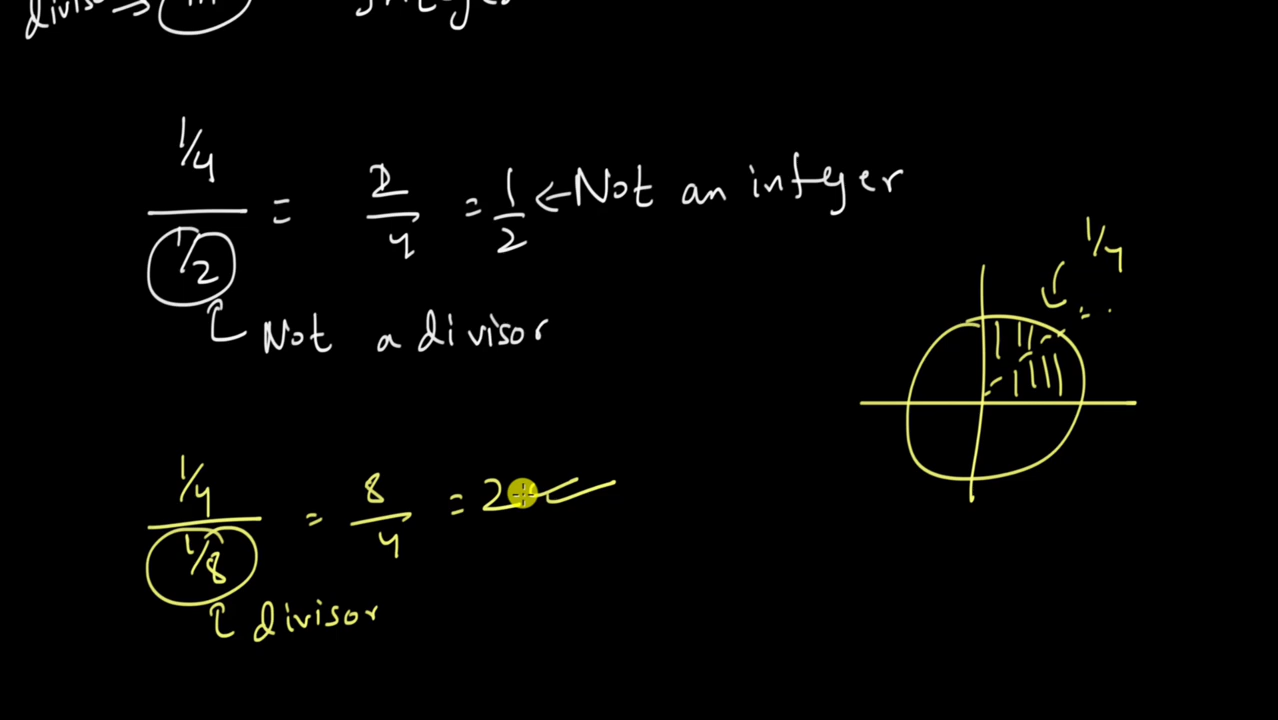 1/4 / 1/2 = 2/4 = 1/2 ← Not an integer
Not a divisor
1/4
1/4 / 1/8 = 8/4 = 2
divisor